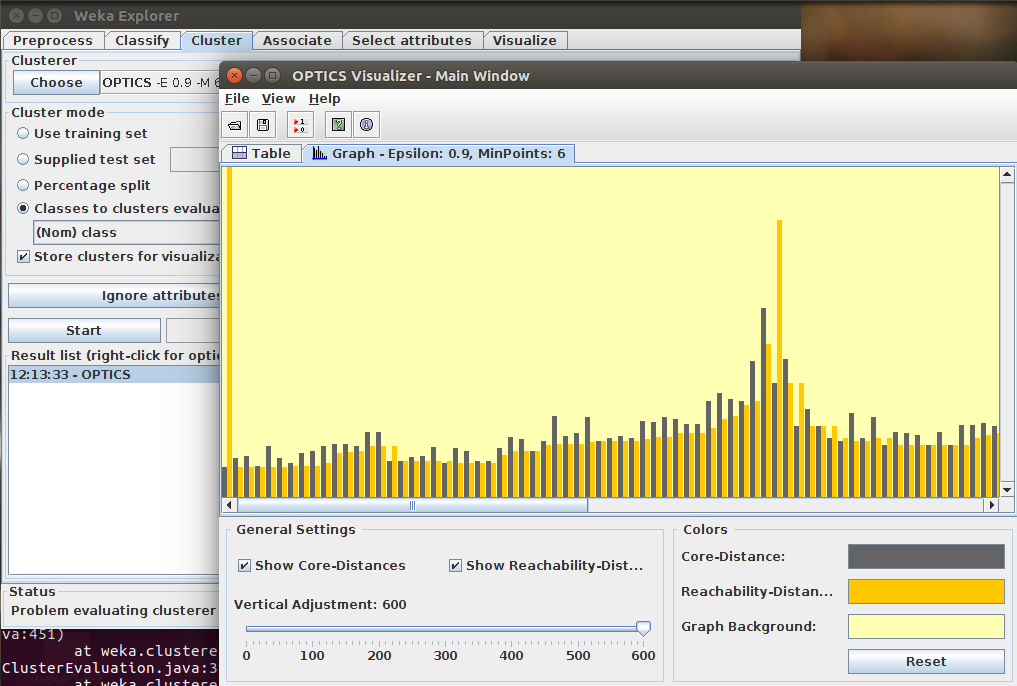 Weka Explorer
Preprocess Classify Cluster Associate Select attributes Visualize
Clusterer
Choose OPTICS -E 0.9 -M 6
Cluster mode
Use training set
Supplied test set
Percentage split
Classes to clusters evalua
(Nom) class
Store clusters for visualiza
Ignore attributes
Start
Result list (right-click for optio
12:13:33 - OPTICS
Status
Problem evaluating clusterer
va:451)
at weka.clustere
ClusterEvaluation.java:3
at weka.clustere
OPTICS Visualizer - Main Window
File View Help
Table Graph - Epsilon: 0.9, MinPoints: 6
General Settings
Show Core-Distances Show Reachability-Dist...
Vertical Adjustment: 600
0 100 200 300 400 500 600
Colors
Core-Distance:
Reachability-Distan...
Graph Background:
Reset